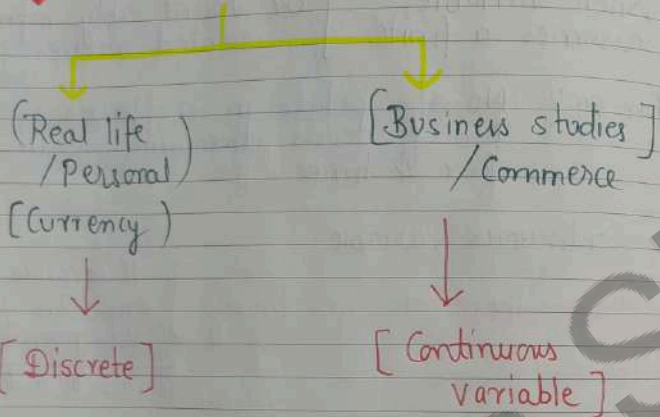 (Real life
/Personal)
[Currency)
[Discrete]
[Business studies]
/Commerce
[Continuous
variable]